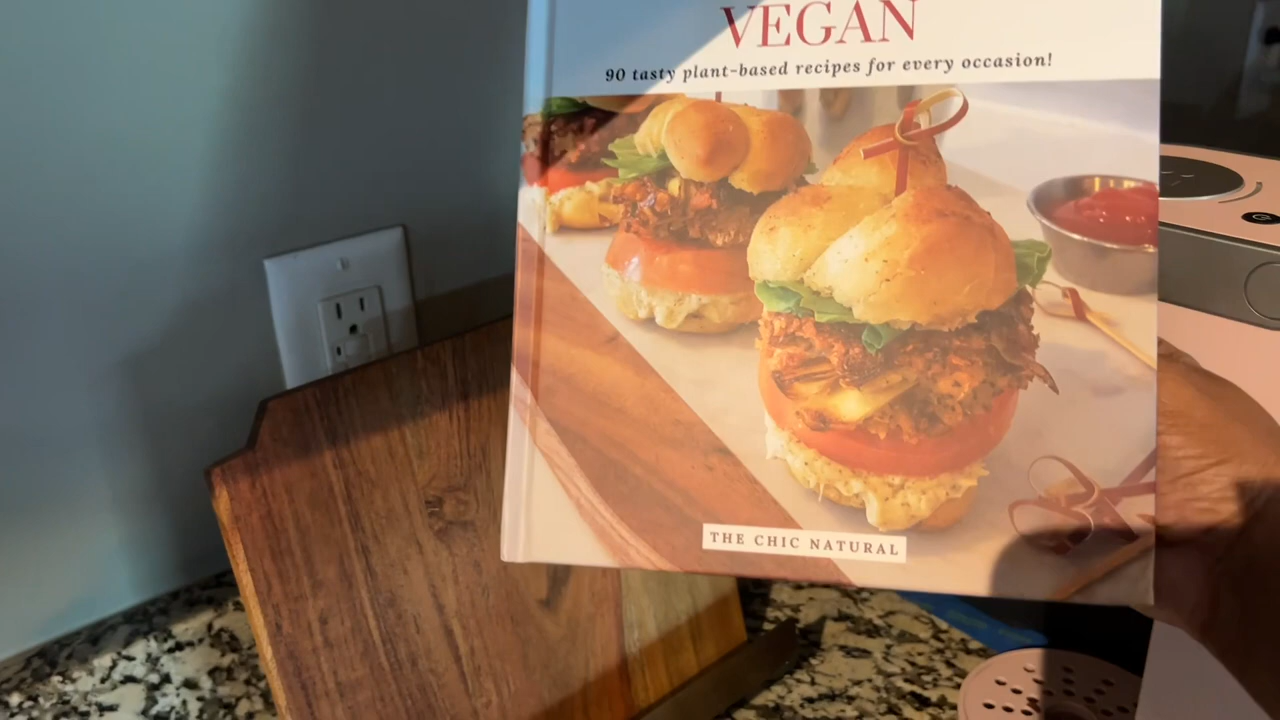 VEGAN
90 tasty plant-based recipes for every occasion!
THE CHIC NATURAL